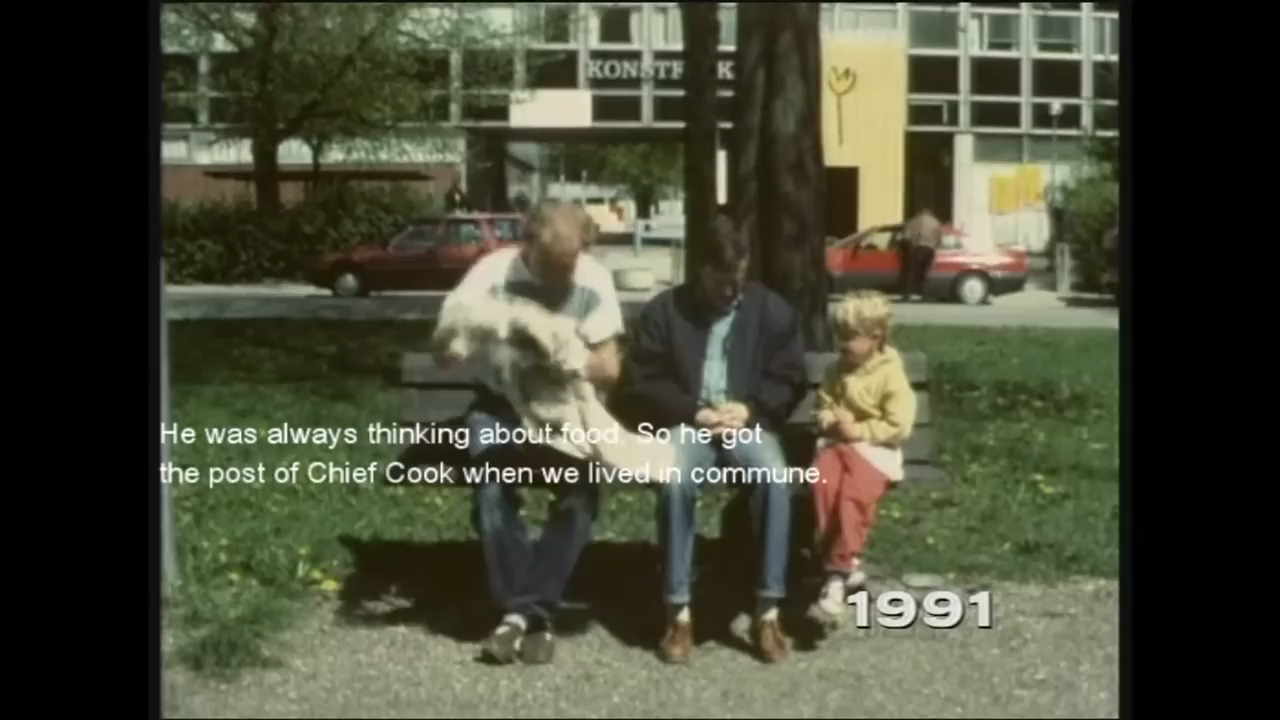 He was always thinking about food. So he got
the post of Chief Cook when we lived in commune.
1991